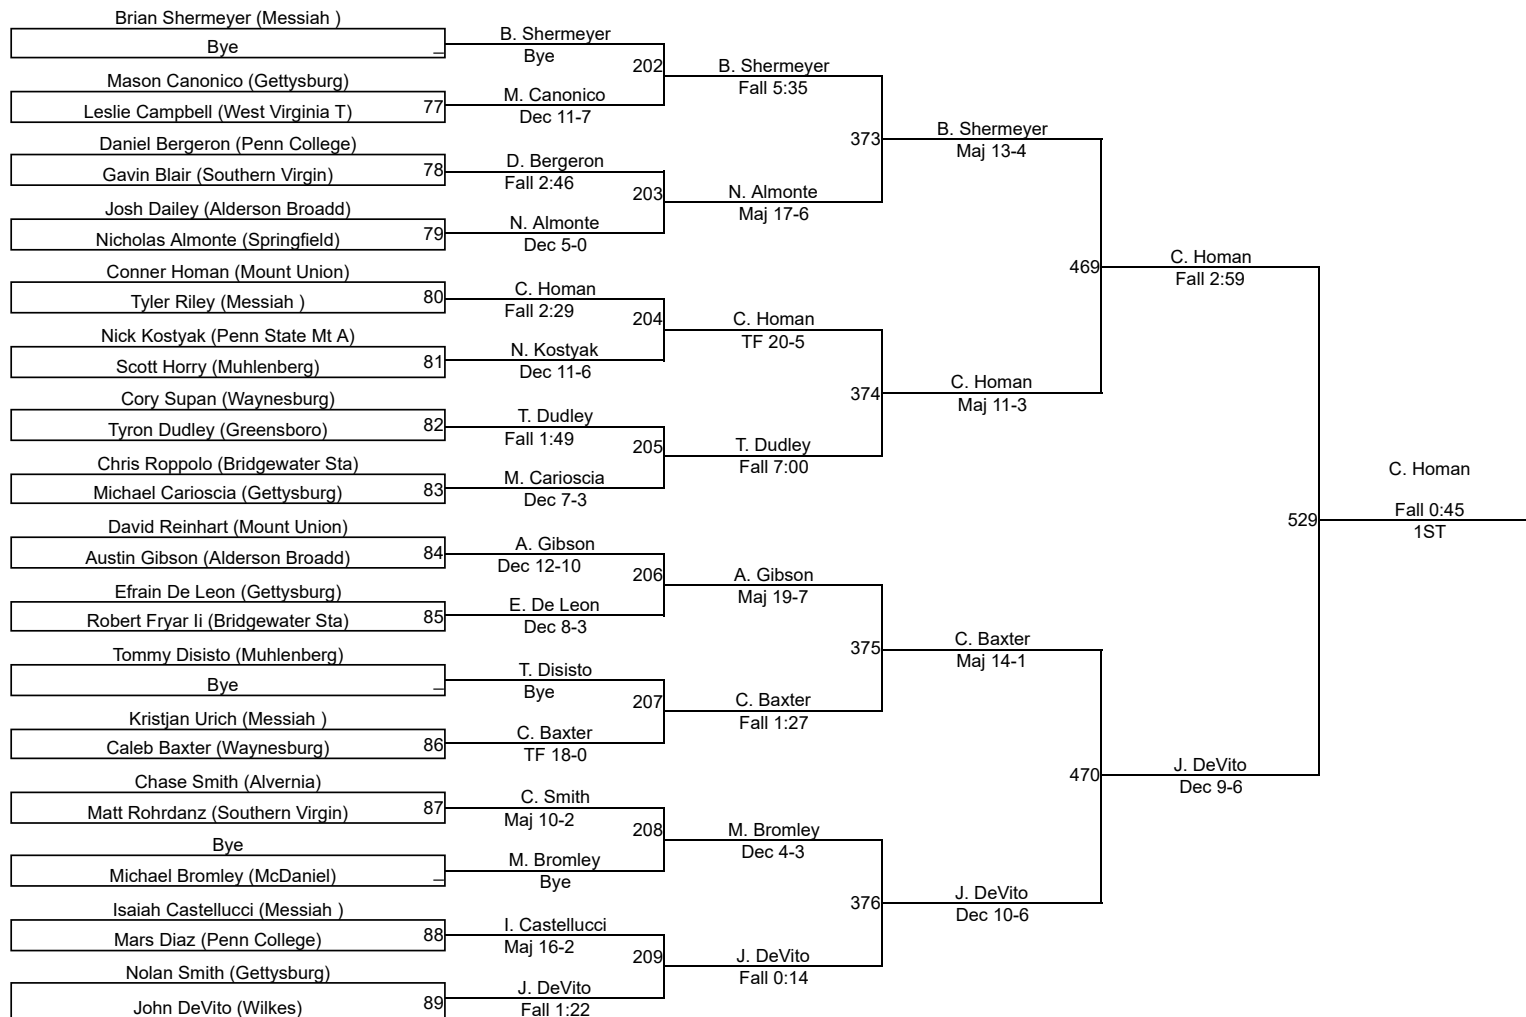 Brian Shermeyer (Messiah )
Bye _
Mason Canonico (Gettysburg)
Leslie Campbell (West Virginia T) 77
Daniel Bergeron (Penn College)
Gavin Blair (Southern Virgin) 78
Josh Dailey (Alderson Broadd)
Nicholas Almonte (Springfield) 79
Conner Homan (Mount Union)
Tyler Riley (Messiah ) 80
Nick Kostyak (Penn State Mt A)
Scott Horry (Muhlenberg) 81
Cory Supan (Waynesburg)
Tyron Dudley (Greensboro) 82
Chris Roppolo (Bridgewater Sta)
Michael Carioscia (Gettysburg) 83
David Reinhart (Mount Union)
Austin Gibson (Alderson Broadd) 84
Efrain De Leon (Gettysburg)
Robert Fryar Ii (Bridgewater Sta) 85
Tommy Disisto (Muhlenberg)
Bye _
Kristjan Urich (Messiah )
Caleb Baxter (Waynesburg) 86
Chase Smith (Alvernia)
Matt Rohrdanz (Southern Virgin) 87
Bye
Michael Bromley (McDaniel) _
Isaiah Castellucci (Messiah )
Mars Diaz (Penn College) 88
Nolan Smith (Gettysburg)
John DeVito (Wilkes) 89
B. Shermeyer
Bye
202
M. Canonico
Dec 11-7
D. Bergeron
Fall 2:46
203
N. Almonte
Dec 5-0
C. Homan
Fall 2:29
204
N. Kostyak
Dec 11-6
T. Dudley
Fall 1:49
205
M. Carioscia
Dec 7-3
A. Gibson
Dec 12-10
206
E. De Leon
Dec 8-3
T. Disisto
Bye
207
C. Baxter
TF 18-0
C. Smith
Maj 10-2
208
M. Bromley
Bye
I. Castellucci
Maj 16-2
209
J. DeVito
Fall 1:22
B. Shermeyer
Fall 5:35
373
N. Almonte
Maj 17-6
C. Homan
TF 20-5
374
T. Dudley
Fall 7:00
A. Gibson
Maj 19-7
375
C. Baxter
Fall 1:27
M. Bromley
Dec 4-3
376
J. DeVito
Fall 0:14
B. Shermeyer
Maj 13-4
469
C. Homan
Maj 11-3
C. Baxter
Maj 14-1
470
J. DeVito
Dec 10-6
C. Homan
Fall 2:59
529
J. DeVito
Dec 9-6
C. Homan
Fall 0:45
1ST